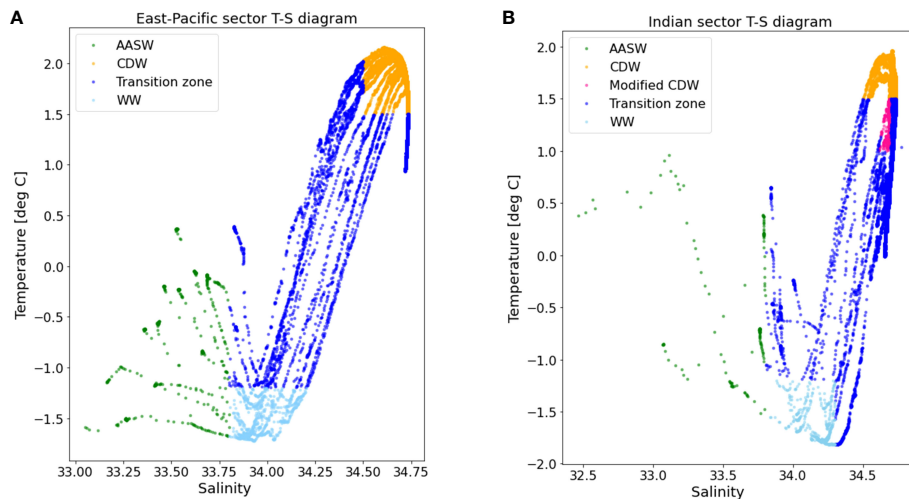 A
East-Pacific sector T-S diagram
AASW
CDW
Transition zone
WW
Temperature [deg C]
2.0
1.5
1.0
0.5
0.0
−0.5
−1.0
−1.5
33.00 33.25 33.50 33.75 34.00 34.25 34.50 34.75
Salinity
B
Indian sector T-S diagram
AASW
CDW
Modified CDW
Transition zone
WW
Temperature [deg C]
2.0
1.5
1.0
0.5
0.0
−0.5
−1.0
−1.5
−2.0
32.5 33.0 33.5 34.0 34.5
Salinity